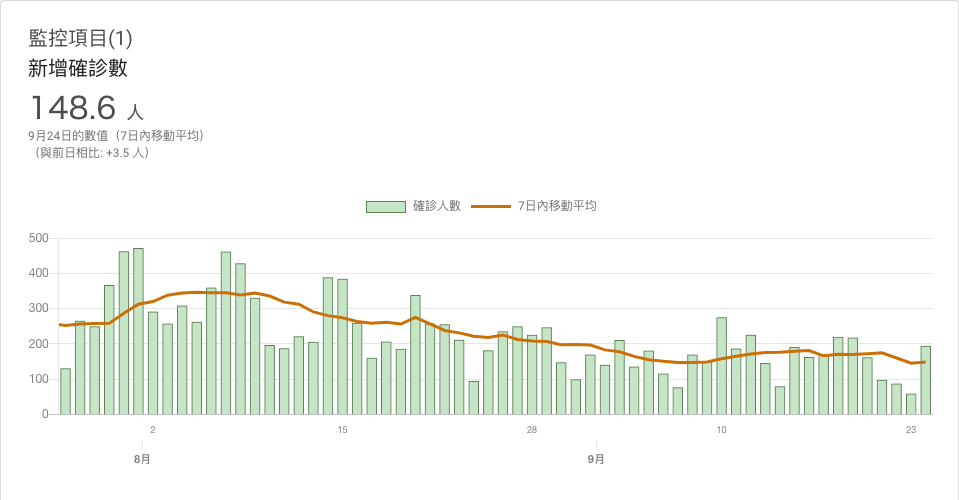 監控項目(1)
新增確診數
148.6 人
9月24日的數值（7日內移動平均）
（與前日相比: +3.5 人）
確診人數 7日內移動平均
500
400
300
200
100
0
2 15 28 10 23
8月 9月